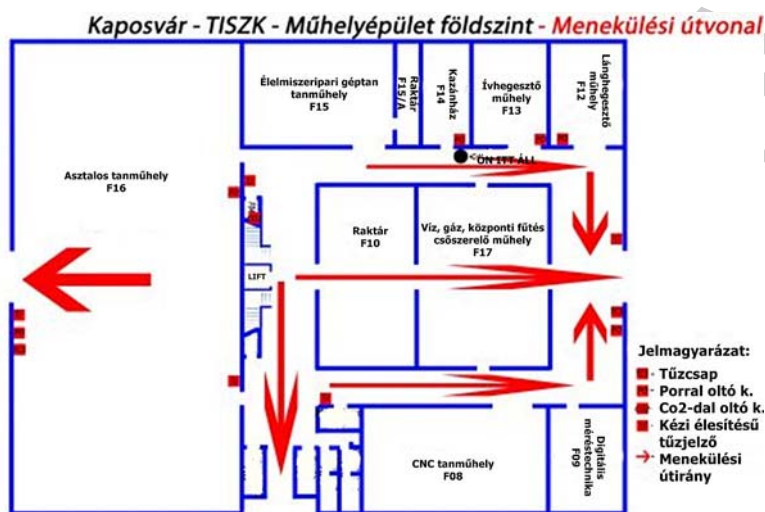 Kaposvár - TISZK - Műhelyépület földszint - Menekülési útvonal
Élelmiszeripari géptan
tanműhely
F15
Raktár
F15/A
Kazánház
F14
Ívhegesztő
műhely
F13
Lánghegesztő
műhely
F12
ÖN ITT ÁLL
Asztalos tanműhely
F16
Raktár
F10
Víz, gáz, központi fűtés
csőszerelő műhely
F17
LIFT
CNC tanműhely
F08
Digitális
méréstechnika
F09
Jelmagyarázat:
- Tűzcsap
- Porral oltó k.
- Co2-dal oltó k.
- Kézi élesítésű
tűzjelző
- Menekülési
útirány